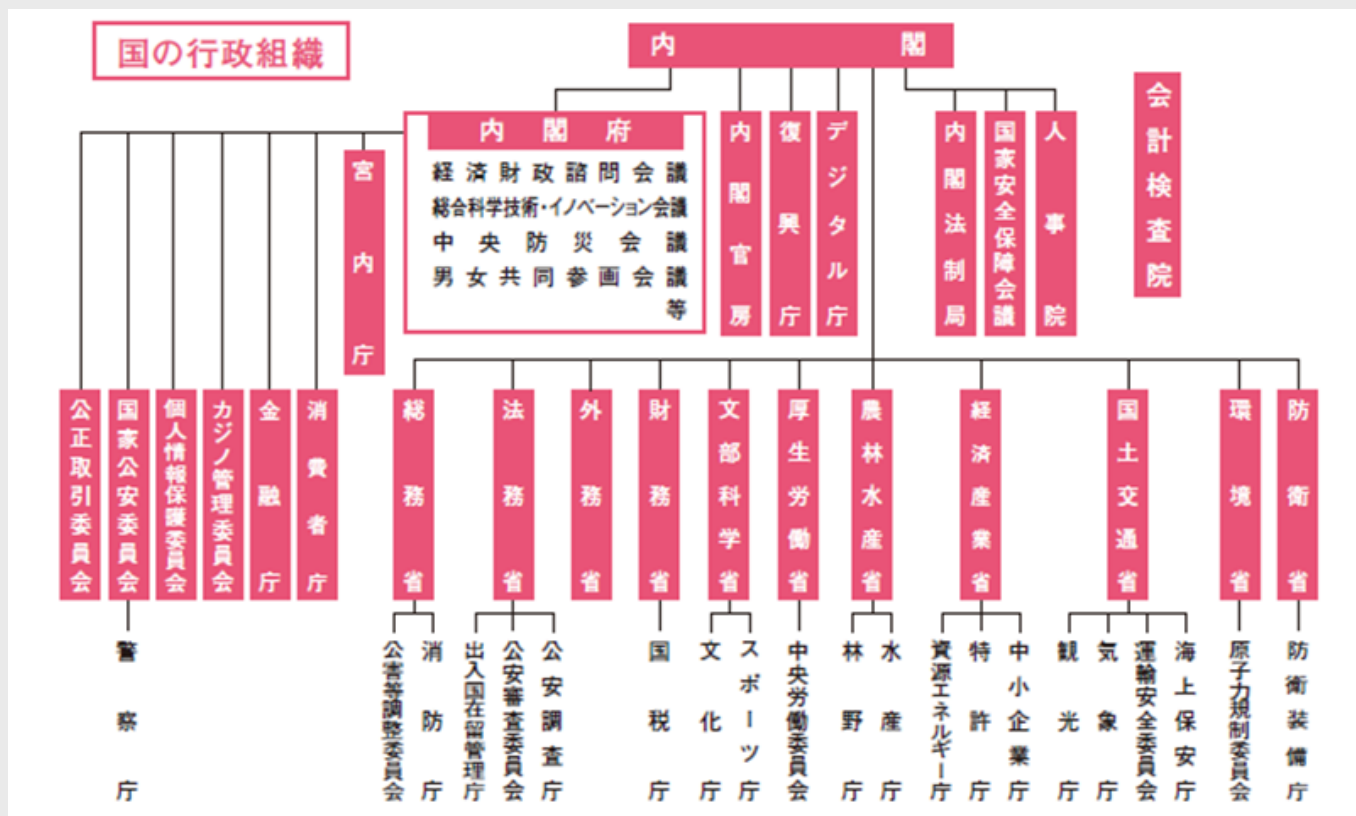 国の行政組織
内閣
会計検査院
内閣府
経済財政諮問会議
総合科学技術・イノベーション会議
中央防災会議
男女共同参画会議
等
宮内庁
内閣官房
復興庁
デジタル庁
内閣法制局
国家安全保障会議
人事院
公正取引委員会
国家公安委員会
個人情報保護委員会
カジノ管理委員会
金融庁
消費者庁
総務省
法務省
外務省
財務省
文部科学省
厚生労働省
農林水産省
経済産業省
国土交通省
環境省
防衛省
警察庁
公害等調整委員会
消防庁
出入国在留管理庁
公安審査委員会
公安調査庁
国税庁
文化庁
スポーツ庁
中央労働委員会
林野庁
水産庁
資源エネルギー庁
特許庁
中小企業庁
観光庁
気象庁
運輸安全委員会
海上保安庁
原子力規制委員会
防衛装備庁